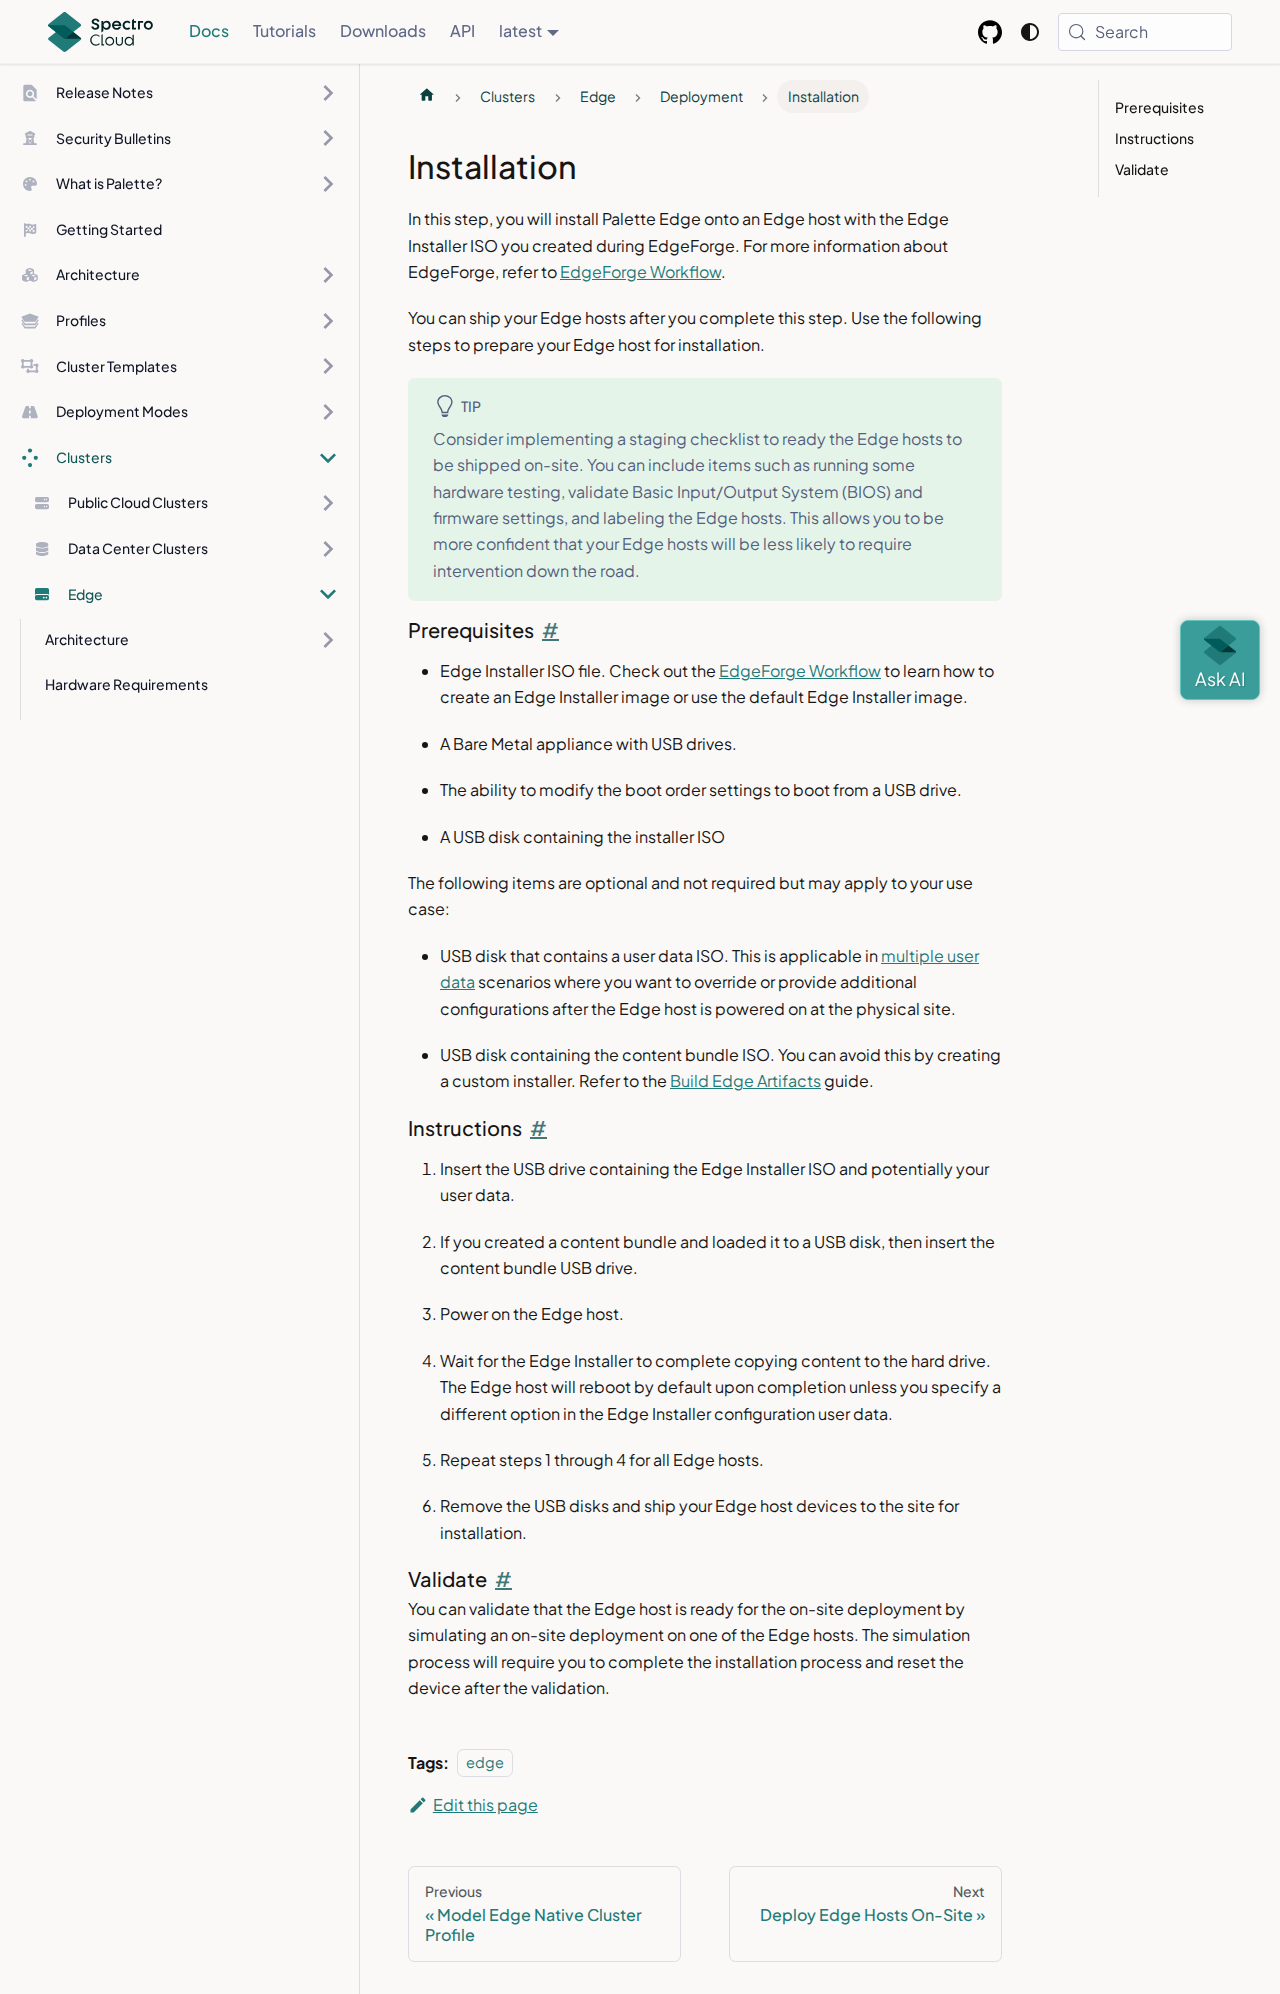 Spectro
Cloud
Docs
Tutorials
Downloads
API
latest
Search
Release Notes
Security Bulletins
What is Palette?
Getting Started
Architecture
Profiles
Cluster Templates
Deployment Modes
Clusters
Public Cloud Clusters
Data Center Clusters
Edge
Architecture
Hardware Requirements
Clusters
Edge
Deployment
Installation
Installation
In this step, you will install Palette Edge onto an Edge host with the Edge
Installer ISO you created during EdgeForge. For more information about
EdgeForge, refer to EdgeForge Workflow.
You can ship your Edge hosts after you complete this step. Use the following
steps to prepare your Edge host for installation.
TIP
Consider implementing a staging checklist to ready the Edge hosts to
be shipped on-site. You can include items such as running some
hardware testing, validate Basic Input/Output System (BIOS) and
firmware settings, and labeling the Edge hosts. This allows you to be
more confident that your Edge hosts will be less likely to require
intervention down the road.
Prerequisites #
• Edge Installer ISO file. Check out the EdgeForge Workflow to learn how to
create an Edge Installer image or use the default Edge Installer image.
• A Bare Metal appliance with USB drives.
• The ability to modify the boot order settings to boot from a USB drive.
• A USB disk containing the installer ISO
The following items are optional and not required but may apply to your use
case:
• USB disk that contains a user data ISO. This is applicable in multiple user
data scenarios where you want to override or provide additional
configurations after the Edge host is powered on at the physical site.
• USB disk containing the content bundle ISO. You can avoid this by creating
a custom installer. Refer to the Build Edge Artifacts guide.
Instructions #
1. Insert the USB drive containing the Edge Installer ISO and potentially your
user data.
2. If you created a content bundle and loaded it to a USB disk, then insert the
content bundle USB drive.
3. Power on the Edge host.
4. Wait for the Edge Installer to complete copying content to the hard drive.
The Edge host will reboot by default upon completion unless you specify a
different option in the Edge Installer configuration user data.
5. Repeat steps 1 through 4 for all Edge hosts.
6. Remove the USB disks and ship your Edge host devices to the site for
installation.
Validate #
You can validate that the Edge host is ready for the on-site deployment by
simulating an on-site deployment on one of the Edge hosts. The simulation
process will require you to complete the installation process and reset the
device after the validation.
Tags: edge
Edit this page
Previous
« Model Edge Native Cluster
Profile
Next
Deploy Edge Hosts On-Site »
Prerequisites
Instructions
Validate
Ask AI